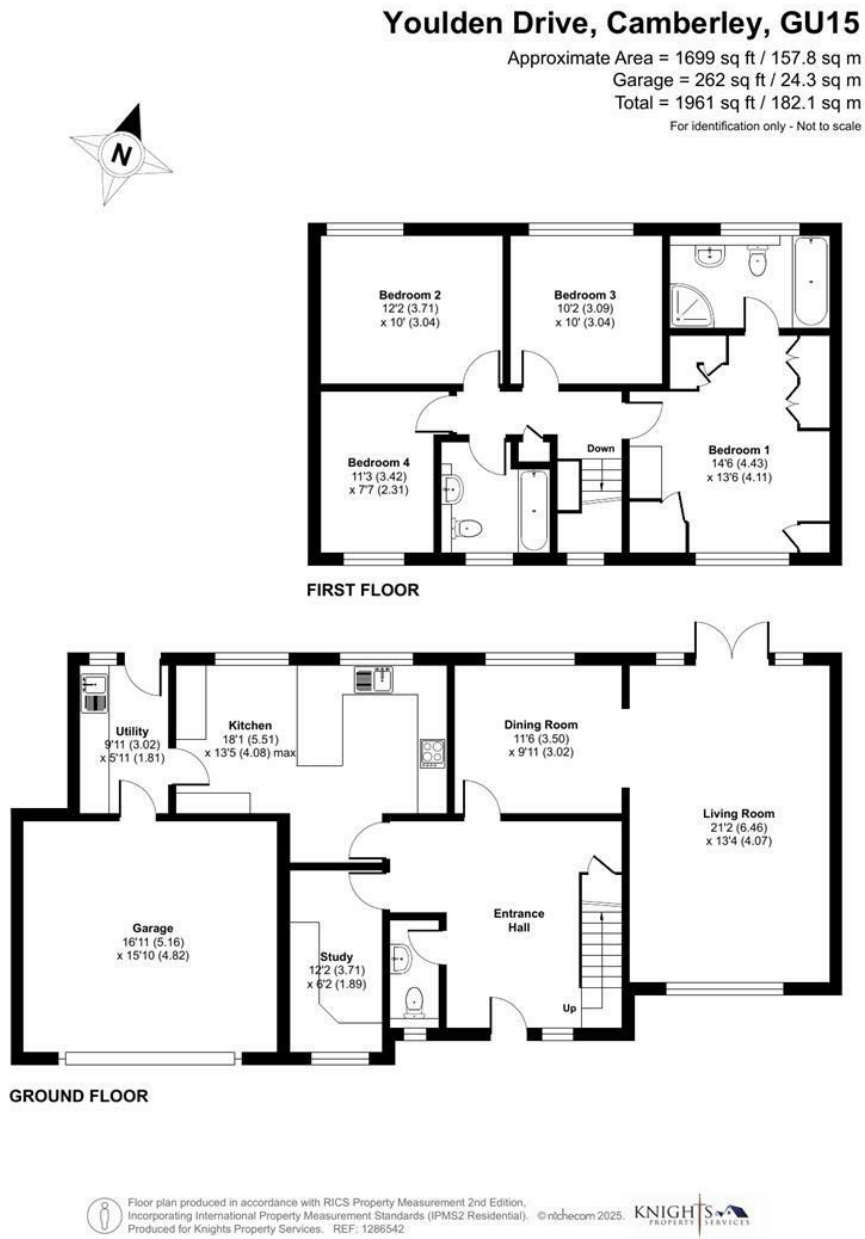 Youlden Drive, Camberley, GU15
Approximate Area = 1699 sq ft / 157.8 sq m
Garage = 262 sq ft / 24.3 sq m
Total = 1961 sq ft / 182.1 sq m
For identification only - Not to scale
N
Bedroom 2
12'2 (3.71)
x 10' (3.04)
Bedroom 3
10'2 (3.09)
x 10' (3.04)
Bedroom 4
11'3 (3.42)
x 7'7 (2.31)
Down
Bedroom 1
14'6 (4.43)
x 13'6 (4.11)
FIRST FLOOR
Utility
9'11 (3.02)
x 5'11 (1.81)
Kitchen
18'1 (5.51)
x 13'5 (4.08) max
Dining Room
11'6 (3.50)
x 9'11 (3.02)
Living Room
21'2 (6.46)
x 13'4 (4.07)
Garage
16'11 (5.16)
x 15'10 (4.82)
Study
12'2 (3.71)
x 6'2 (1.89)
Entrance
Hall
Up
GROUND FLOOR
Floor plan produced in accordance with RICS Property Measurement 2nd Edition,
Incorporating International Property Measurement Standards (IPMS2 Residential). © nichecom 2025.
Produced for Knights Property Services. REF: 1286542
KNIGHTS
PROPERTY SERVICES